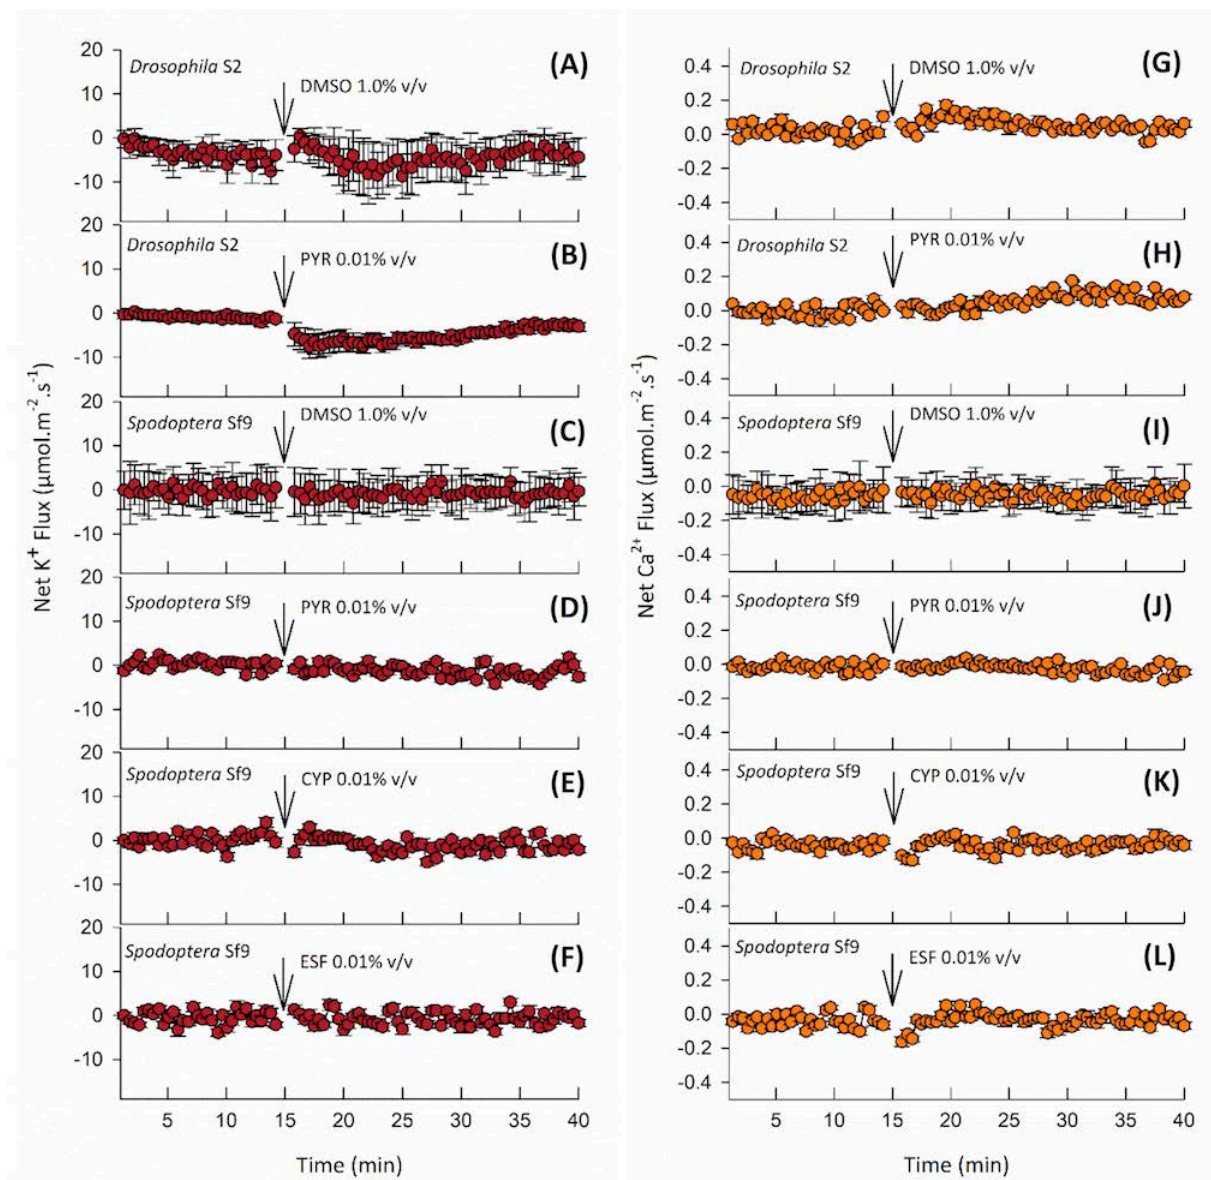 Drosophila S2
DMSO 1.0% v/v
(A)
20
10
0
-10
Drosophila S2
PYR 0.01% v/v
(B)
20
10
0
-10
Spodoptera Sf9
DMSO 1.0% v/v
(C)
20
10
0
-10
Spodoptera Sf9
PYR 0.01% v/v
(D)
20
10
0
-10
Spodoptera Sf9
CYP 0.01% v/v
(E)
20
10
0
-10
Spodoptera Sf9
ESF 0.01% v/v
(F)
20
10
0
-10
5 10 15 20 25 30 35 40
Time (min)
Net K⁺ Flux (µmol.m⁻².s⁻¹)
Drosophila S2
DMSO 1.0% v/v
(G)
0.4
0.2
0.0
-0.2
-0.4
Drosophila S2
PYR 0.01% v/v
(H)
0.4
0.2
0.0
-0.2
-0.4
Spodoptera Sf9
DMSO 1.0% v/v
(I)
0.4
0.2
0.0
-0.2
-0.4
Spodoptera Sf9
PYR 0.01% v/v
(J)
0.4
0.2
0.0
-0.2
-0.4
Spodoptera Sf9
CYP 0.01% v/v
(K)
0.4
0.2
0.0
-0.2
-0.4
Spodoptera Sf9
ESF 0.01% v/v
(L)
0.4
0.2
0.0
-0.2
-0.4
5 10 15 20 25 30 35 40
Time (min)
Net Ca²⁺ Flux (µmol.m⁻².s⁻¹)